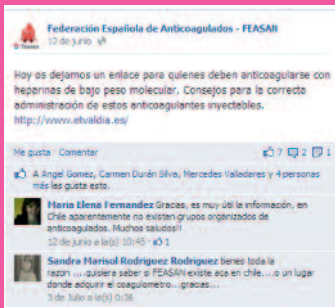 Federación Española de Anticoagulados - FEASAN
12 de junio
Hoy os dejamos un enlace para quienes deben anticoagularse con
heparinas de bajo peso molecular. Consejos para la correcta
administración de estos anticoagulantes inyectables.
http://www.etvaldia.es/
Me gusta · Comentar
7 2 1
A Angel Gomez, Carmen Durán Silva, Mercedes Valladares y 4 personas
más les gusta esto.
Maria Elena Fernandez Gracias, es muy útil la información, en
Chile aparentemente no existen grupos organizados de
anticoagulados. Muchos saludos!!
12 de junio a la(s) 10:45 · 1
Sandra Marisol Rodriguez Rodriguez tienes toda la
razon ....quisiera saber si FEASAN existe aca en chile....o un lugar
donde adquirir el coagulometro...gracias...
3 de Julio a la(s) 0:36